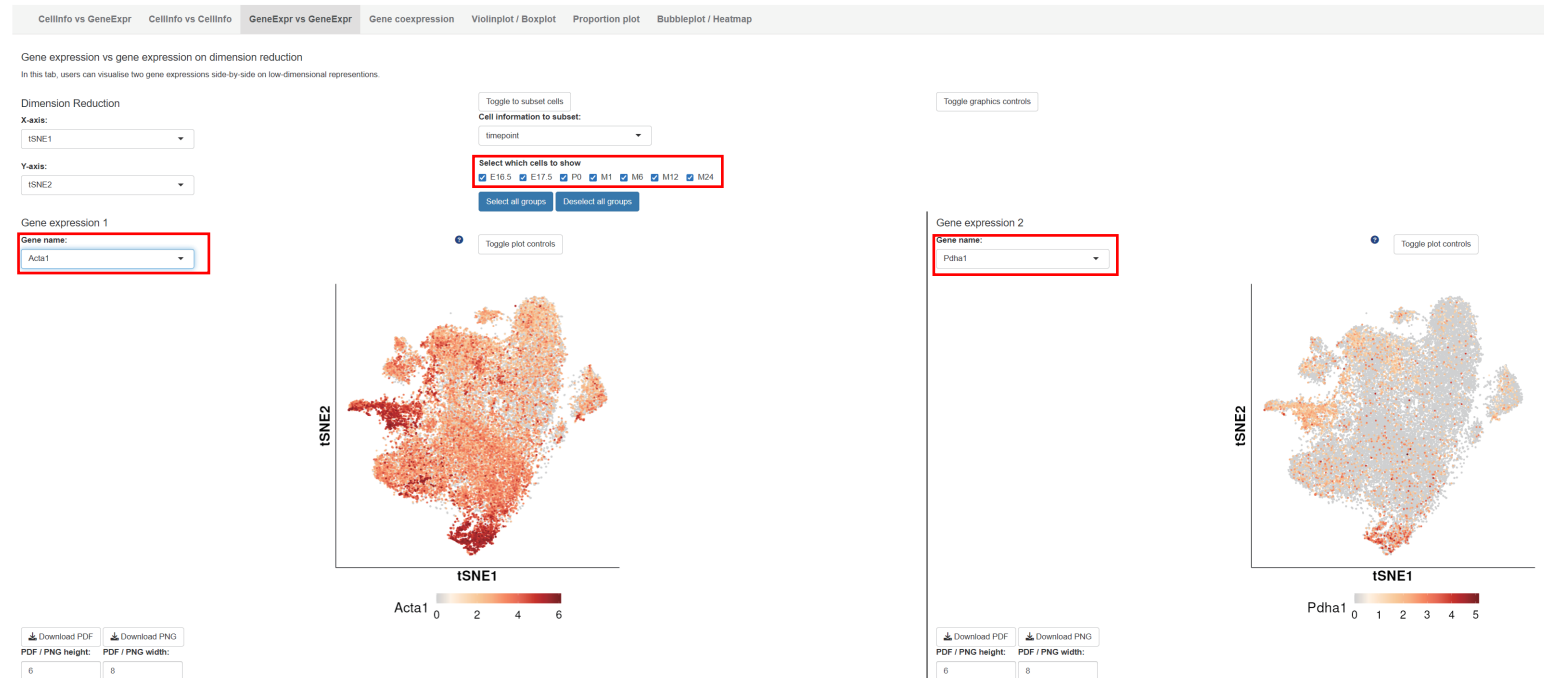 CellInfo vs GeneExpr CellInfo vs CellInfo GeneExpr vs GeneExpr Gene coexpression Violinplot / Boxplot Proportion plot Bubbleplot / Heatmap
Gene expression vs gene expression on dimension reduction
In this tab, users can visualise two gene expressions side-by-side on low-dimensional represention​s.
Dimension Reduction
X-axis:
tSNE1
Y-axis:
tSNE2
Toggle to subset cells
Cell information to subset:
timepoint
Select which cells to show
E16.5 E17.5 P0 M1 M6 M12 M24
Select all groups Deselect all groups
Toggle graphics controls
Gene expression 1
Gene name:
Acta1
? Toggle plot controls
tSNE2
tSNE1
Acta1 0 2 4 6
Download PDF Download PNG
PDF / PNG height: PDF / PNG width:
6 8
Gene expression 2
Gene name:
Pdha1
? Toggle plot controls
tSNE2
tSNE1
Pdha1 0 1 2 3 4 5
Download PDF Download PNG
PDF / PNG height: PDF / PNG width:
6 8